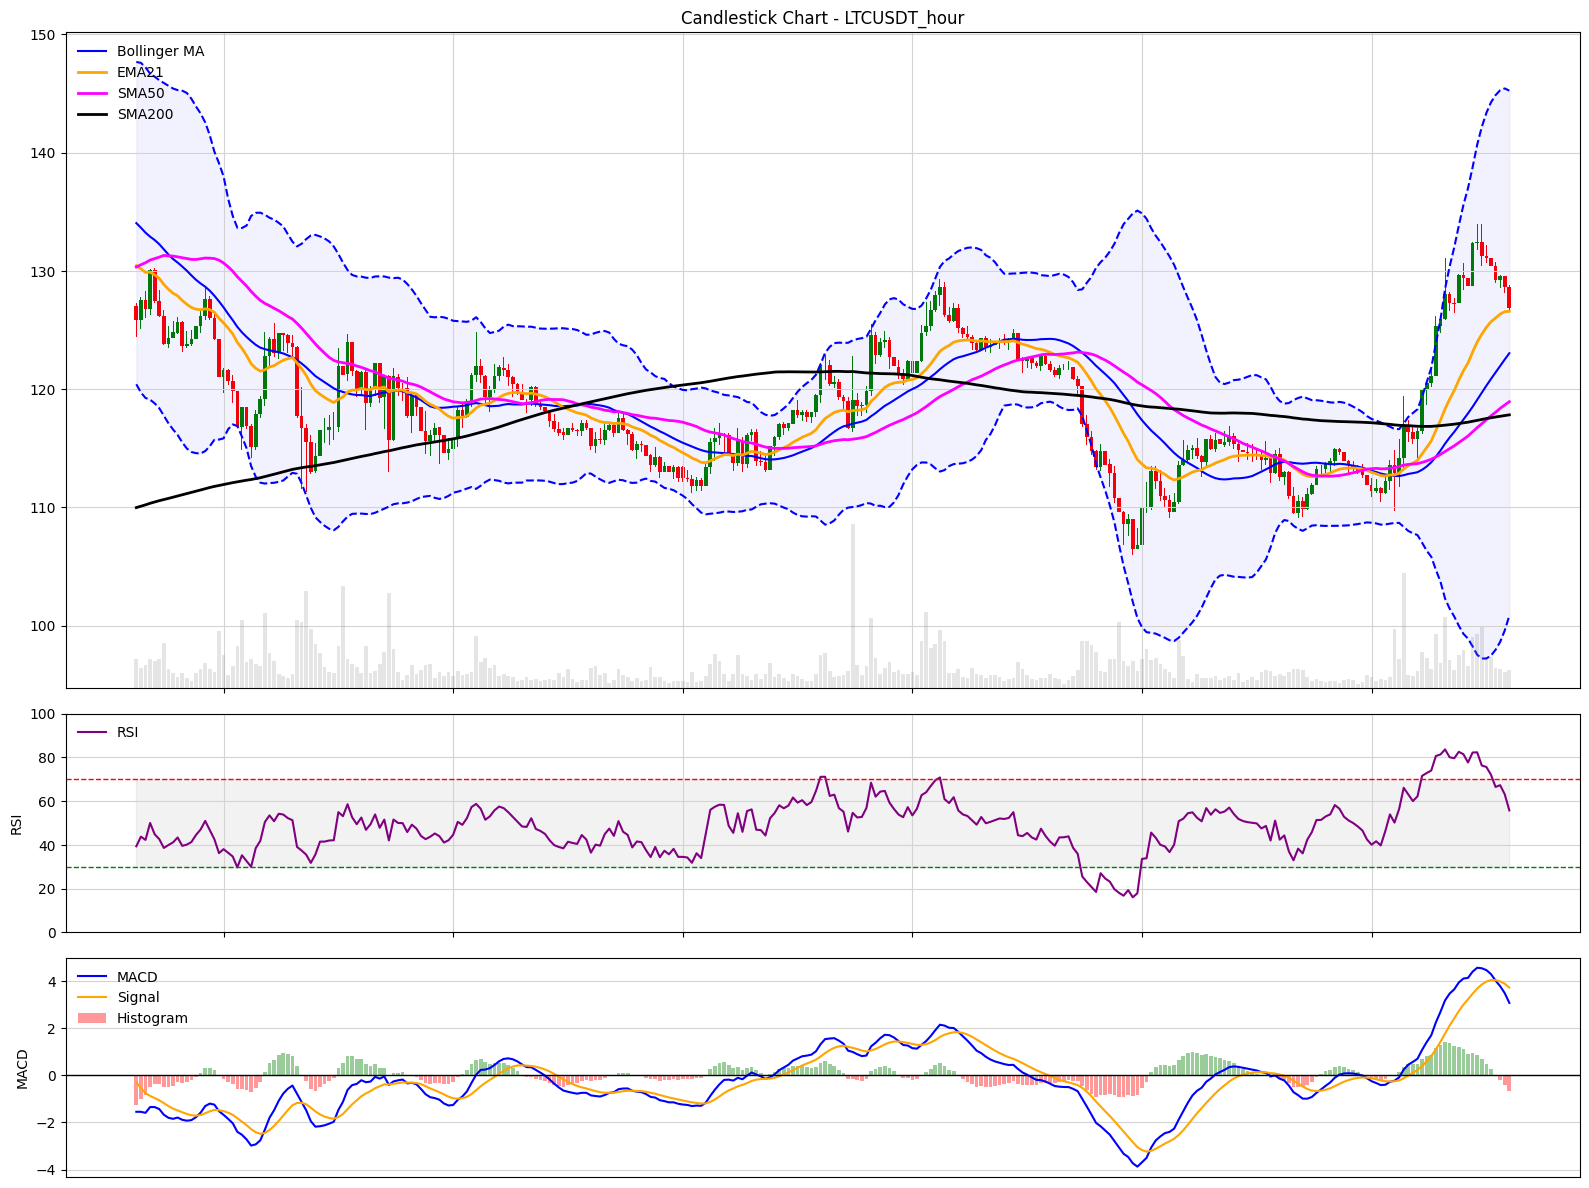 Candlestick Chart - LTCUSDT_hour
150
140
130
120
110
100
Bollinger MA
EMA21
SMA50
SMA200
100
80
60
40
20
0
RSI
RSI
4
2
0
−2
−4
MACD
MACD
Signal
Histogram